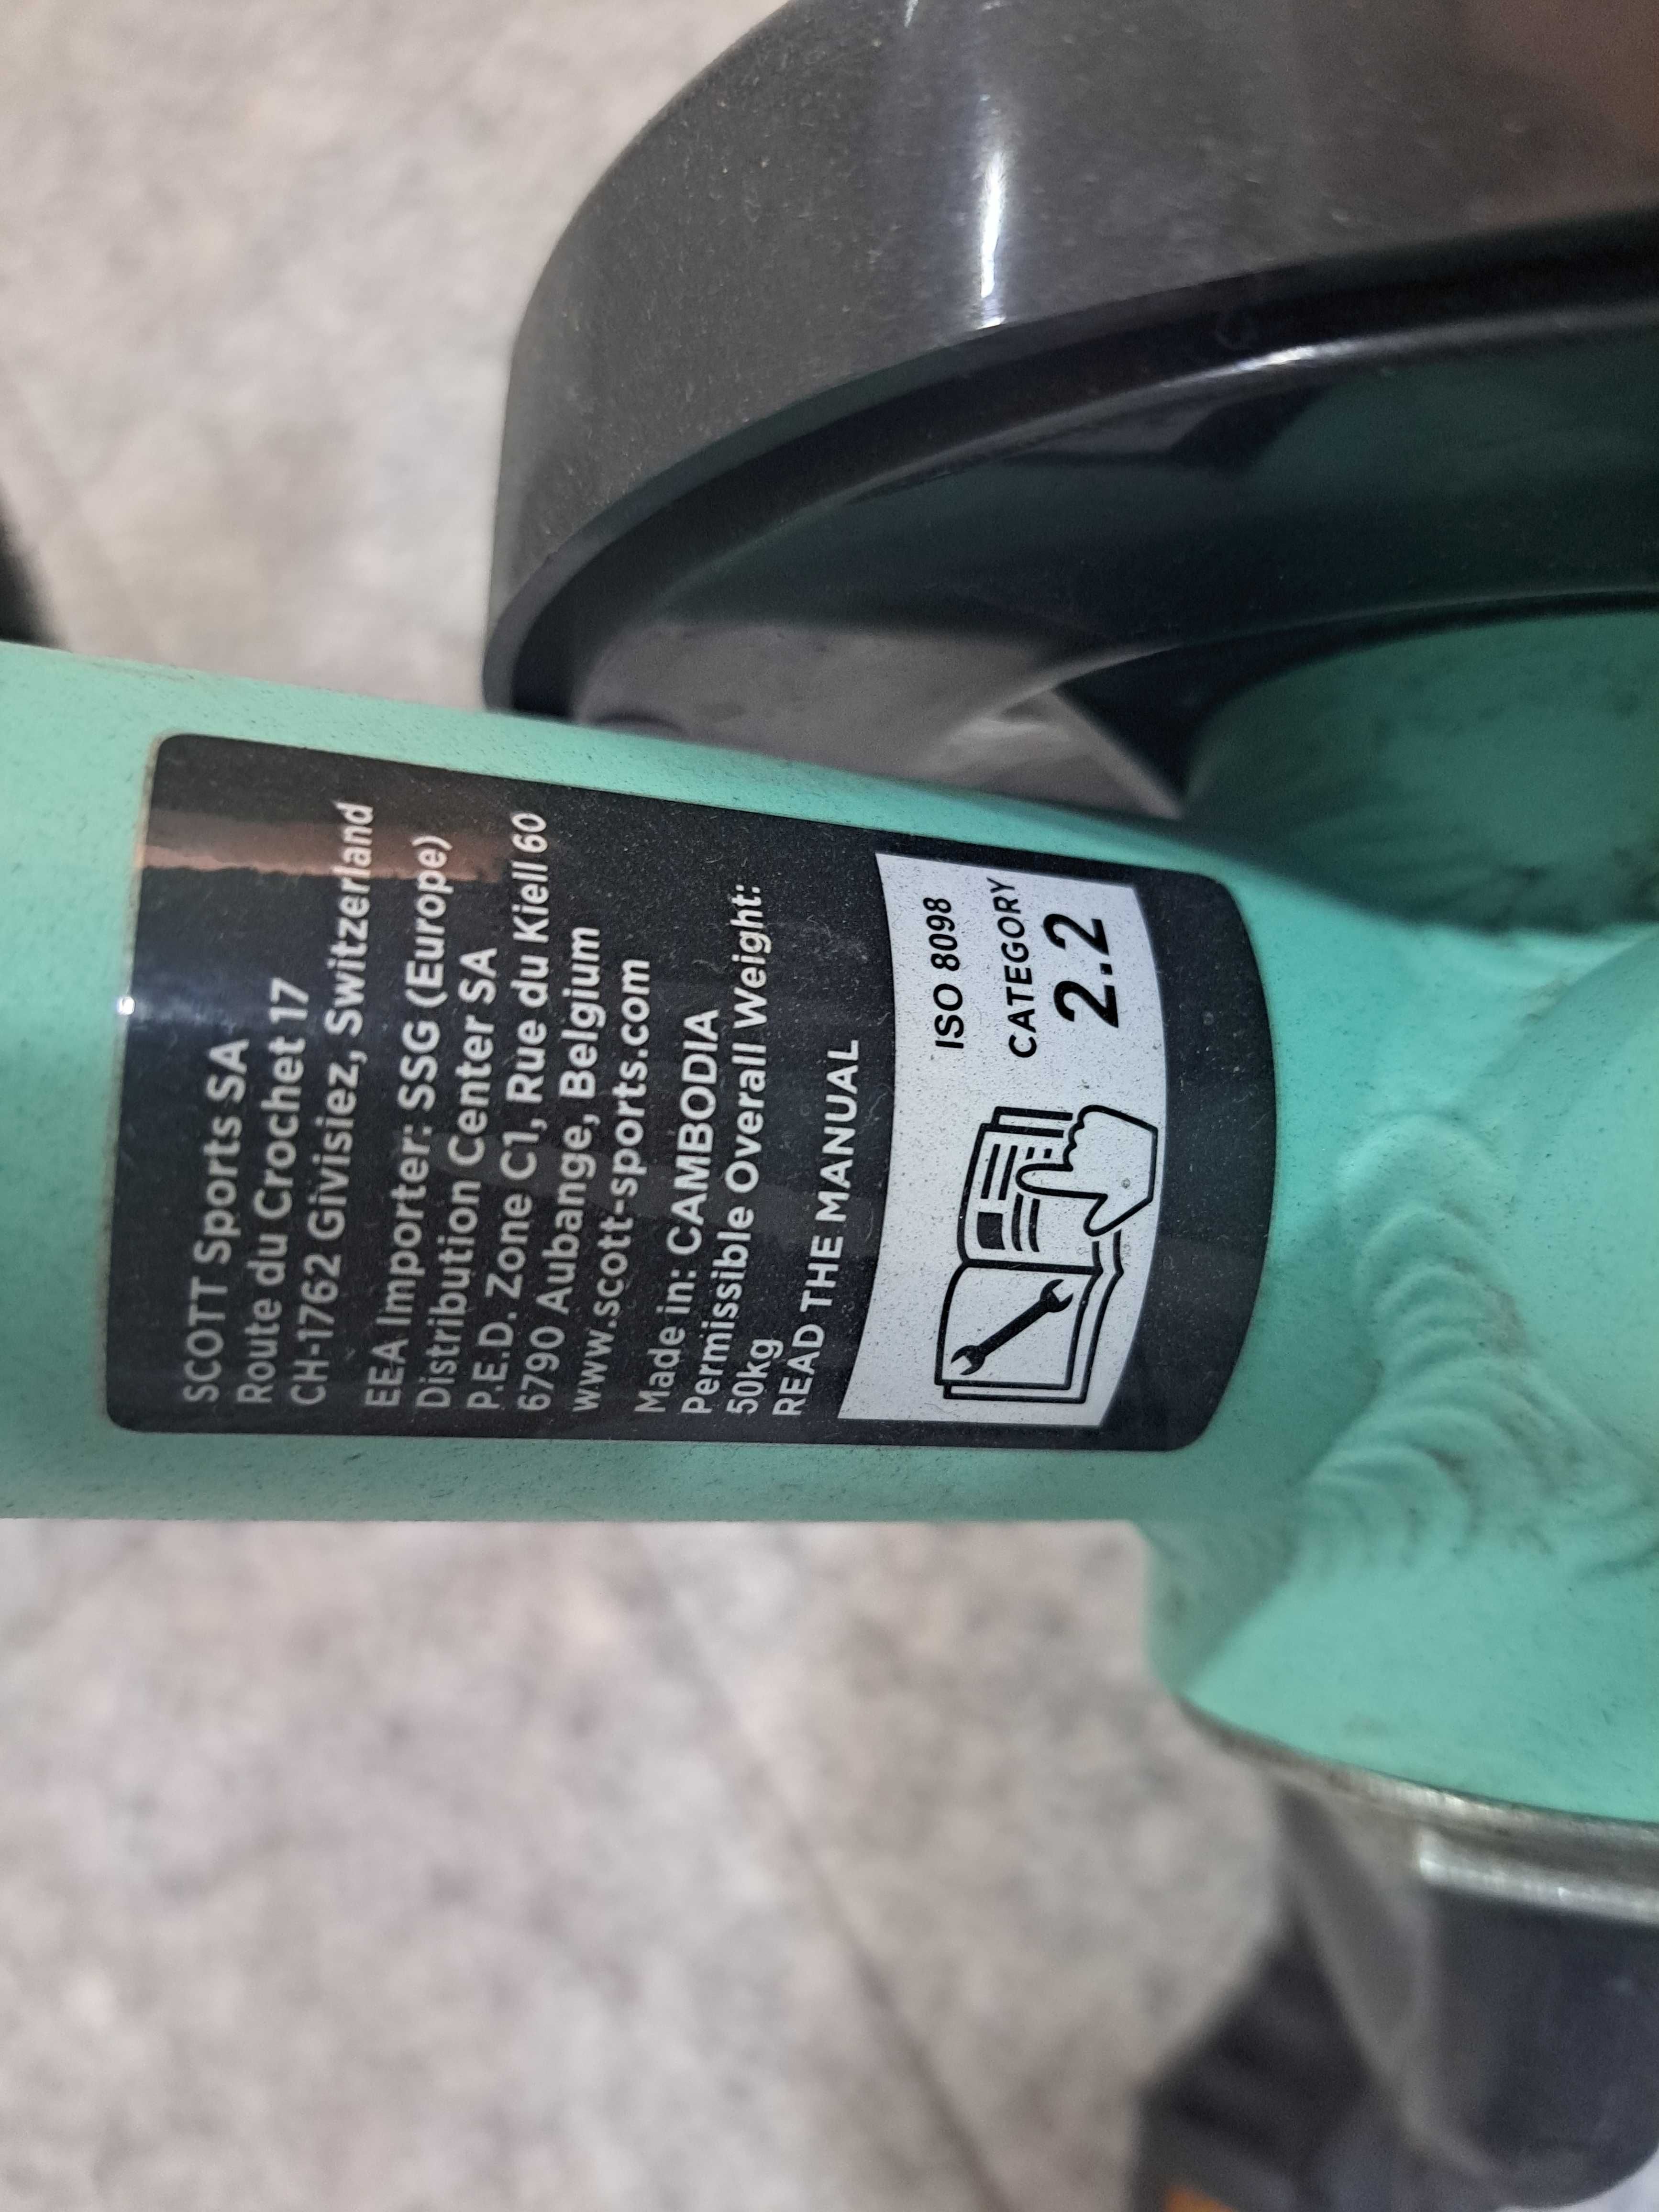 SCOTT Sports SA
Route du Crochet 17
CH-1762 Givisiez, Switzerland
EEA Importer: SSG (Europe)
Distribution Center SA
P.E.D. Zone C1, Rue du Kiell 60
6790 Aubange, Belgium
www.scott-sports.com
Made in: CAMBODIA
Permissible Overall Weight:
50kg
READ THE MANUAL
ISO 8098
CATEGORY
2.2